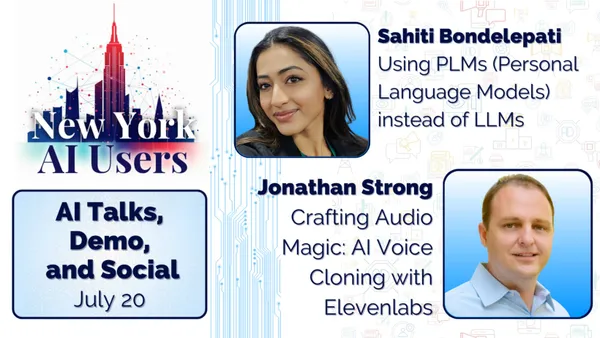 New York
AI Users
AI Talks,
Demo,
and Social
July 20
Sahiti Bondelepati
Using PLMs (Personal
Language Models)
instead of LLMs
Jonathan Strong
Crafting Audio
Magic: AI Voice
Cloning with
Elevenlabs